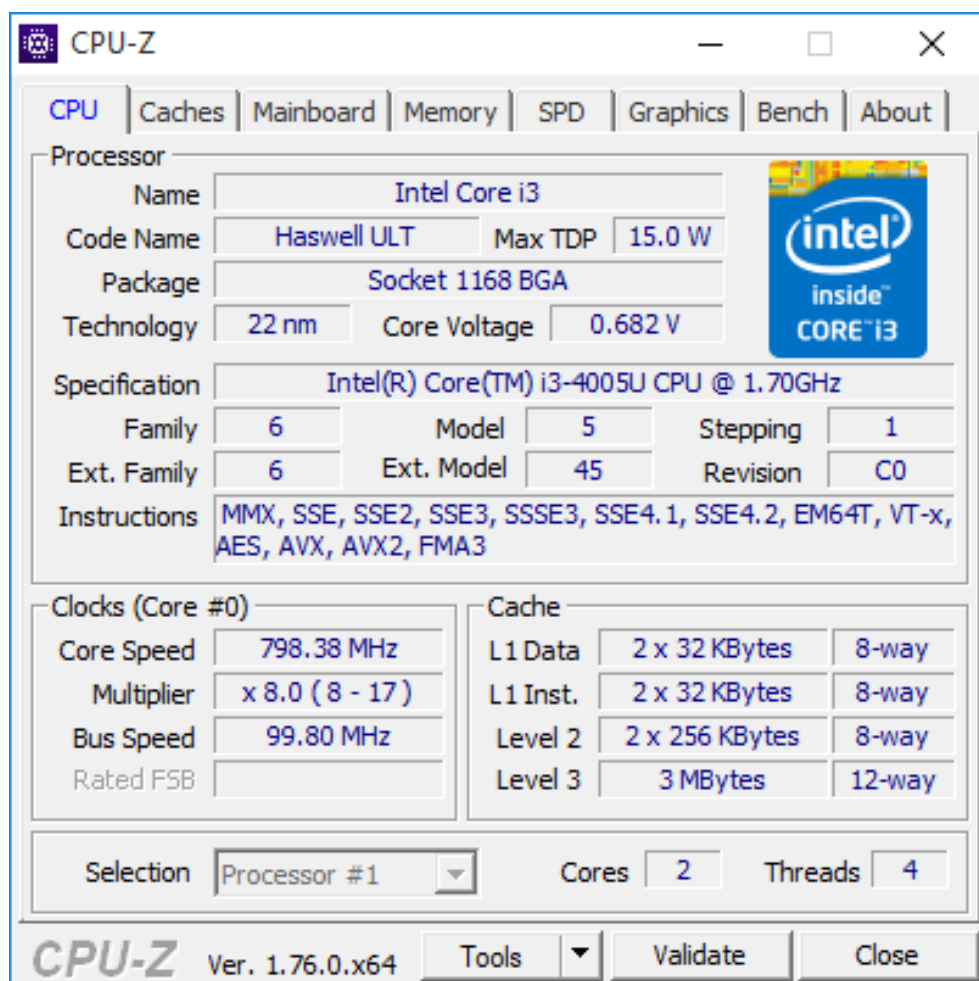 CPU-Z
CPU Caches Mainboard Memory SPD Graphics Bench About
Processor
Name Intel Core i3
Code Name Haswell ULT Max TDP 15.0 W
Package Socket 1168 BGA
Technology 22 nm Core Voltage 0.682 V
intel
inside™
CORE™ i3
Specification Intel(R) Core(TM) i3-4005U CPU @ 1.70GHz
Family 6 Model 5 Stepping 1
Ext. Family 6 Ext. Model 45 Revision C0
Instructions MMX, SSE, SSE2, SSE3, SSSE3, SSE4.1, SSE4.2, EM64T, VT-x,
AES, AVX, AVX2, FMA3
Clocks (Core #0)
Core Speed 798.38 MHz
Multiplier x 8.0 ( 8 - 17 )
Bus Speed 99.80 MHz
Rated FSB
Cache
L1 Data 2 x 32 KBytes 8-way
L1 Inst. 2 x 32 KBytes 8-way
Level 2 2 x 256 KBytes 8-way
Level 3 3 MBytes 12-way
Selection Processor #1 Cores 2 Threads 4
CPU-Z Ver. 1.76.0.x64 Tools Validate Close